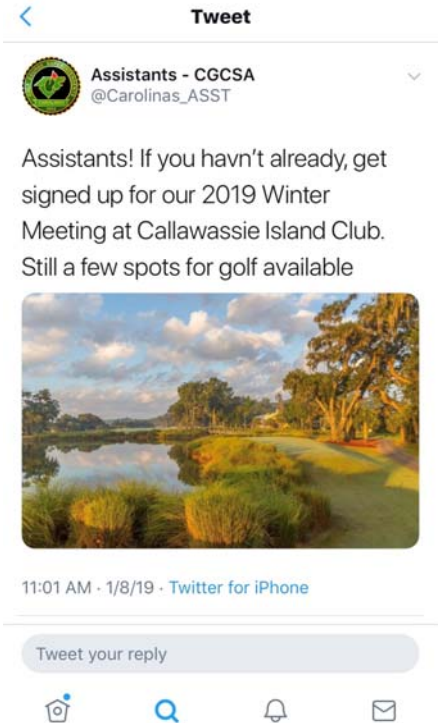 Tweet
Assistants - CGCSA
@Carolinas_ASST
Assistants! If you havn't already, get
signed up for our 2019 Winter
Meeting at Callawassie Island Club.
Still a few spots for golf available
11:01 AM · 1/8/19 · Twitter for iPhone
Tweet your reply